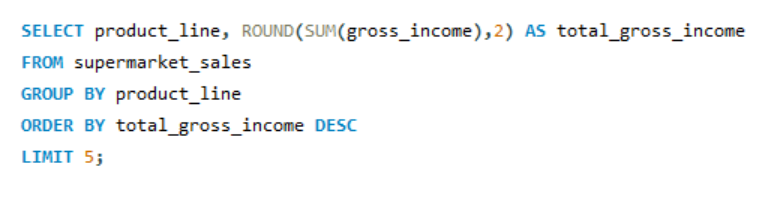 SELECT product_line, ROUND(SUM(gross_income),2) AS total_gross_income
FROM supermarket_sales
GROUP BY product_line
ORDER BY total_gross_income DESC
LIMIT 5;